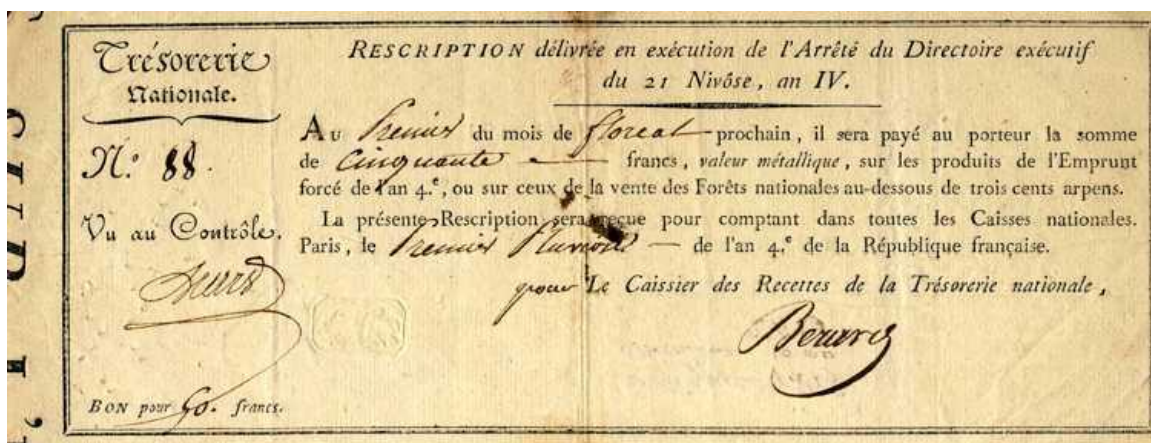 Trésorerie
Nationale.
N.º 88.
Vu au Contrôle.
BON pour 50. francs.
RESCRIPTION délivrée en exécution de l'Arrêté du Directoire exécutif
du 21 Nivôse, an IV.
AU Premier du mois de floreal prochain, il sera payé au porteur la somme
de Cinquante francs, valeur métallique, sur les produits de l'Emprunt
forcé de l'an 4.e, ou sur ceux de la vente des Forêts nationales au-dessous de trois cents arpens.
La présente Rescription sera reçue pour comptant dans toutes les Caisses nationales.
Paris, le Premier Pluviose — de l'an 4.e de la République française.
pour Le Caissier des Recettes de la Trésorerie nationale,